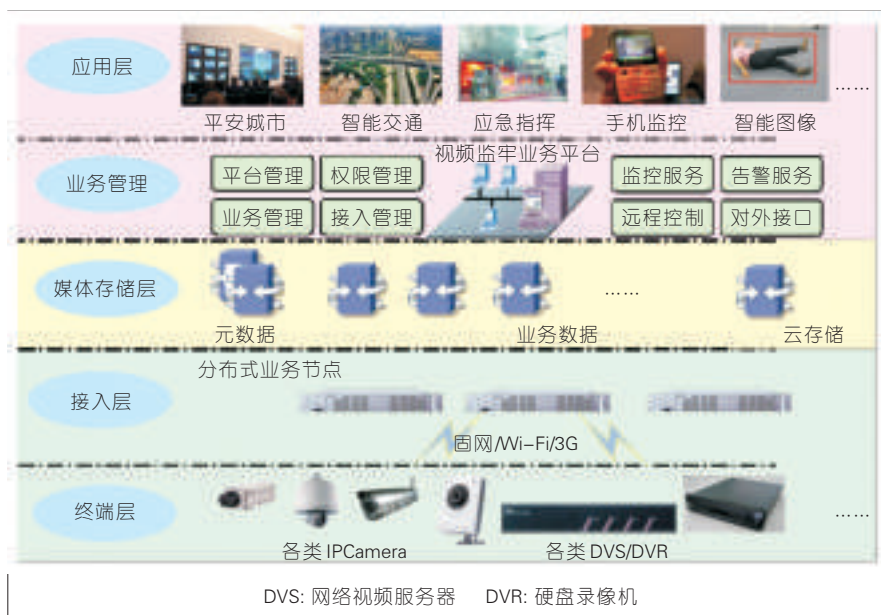 应用层
平安城市 智能交通 应急指挥 手机监控 智能图像
……
视频监牢业务平台
业务管理
平台管理 权限管理 监控服务 告警服务
业务管理 接入管理 远程控制 对外接口
媒体存储层
……
元数据 业务数据 云存储
分布式业务节点
接入层
固网/Wi-Fi/3G
终端层
……
各类 IPCamera 各类 DVS/DVR
DVS: 网络视频服务器 DVR: 硬盘录像机